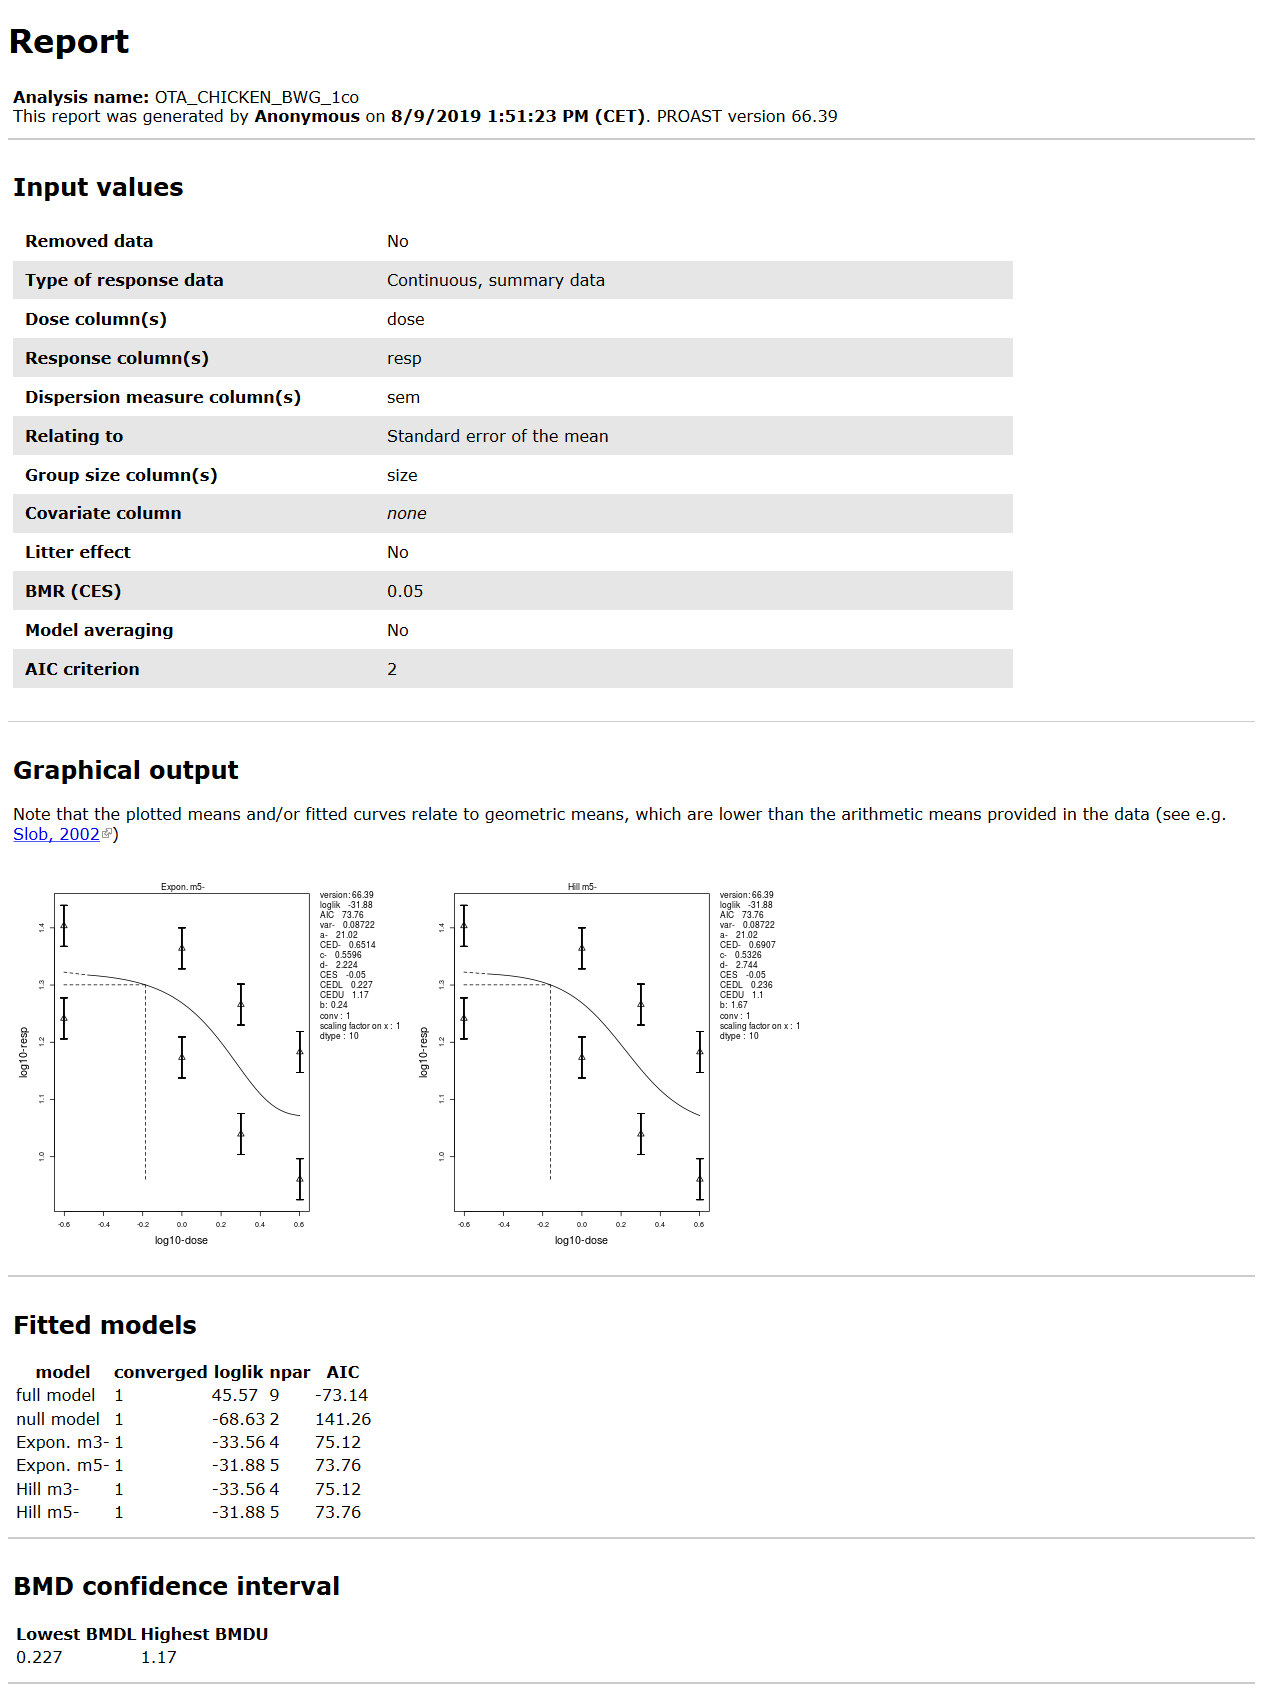 Report
Analysis name: OTA_CHICKEN_BWG_1co
This report was generated by Anonymous on 8/9/2019 1:51:23 PM (CET). PROAST version 66.39
Input values
Removed data No
Type of response data Continuous, summary data
Dose column(s) dose
Response column(s) resp
Dispersion measure column(s) sem
Relating to Standard error of the mean
Group size column(s) size
Covariate column none
Litter effect No
BMR (CES) 0.05
Model averaging No
AIC criterion 2
Graphical output
Note that the plotted means and/or fitted curves relate to geometric means, which are lower than the arithmetic means provided in the data (see e.g.
Slob, 2002)
Expon. m5-
log10-resp
1.4
1.3
1.2
1.1
1.0
-0.6 -0.4 -0.2 0.0 0.2 0.4 0.6
log10-dose
version: 66.39
loglik -31.88
AIC 73.76
var- 0.08722
a- 21.02
CED- 0.6514
c- 0.5596
d- 2.224
CES -0.05
CEDL 0.227
CEDU 1.17
b: 0.24
conv : 1
scaling factor on x : 1
dtype : 10
Hill m5-
log10-resp
1.4
1.3
1.2
1.1
1.0
-0.6 -0.4 -0.2 0.0 0.2 0.4 0.6
log10-dose
version: 66.39
loglik -31.88
AIC 73.76
var- 0.08722
a- 21.02
CED- 0.6907
c- 0.5326
d- 2.744
CES -0.05
CEDL 0.236
CEDU 1.1
b: 1.67
conv : 1
scaling factor on x : 1
dtype : 10
Fitted models
model converged loglik npar AIC
full model 1 45.57 9 -73.14
null model 1 -68.63 2 141.26
Expon. m3- 1 -33.56 4 75.12
Expon. m5- 1 -31.88 5 73.76
Hill m3- 1 -33.56 4 75.12
Hill m5- 1 -31.88 5 73.76
BMD confidence interval
Lowest BMDL Highest BMDU
0.227 1.17